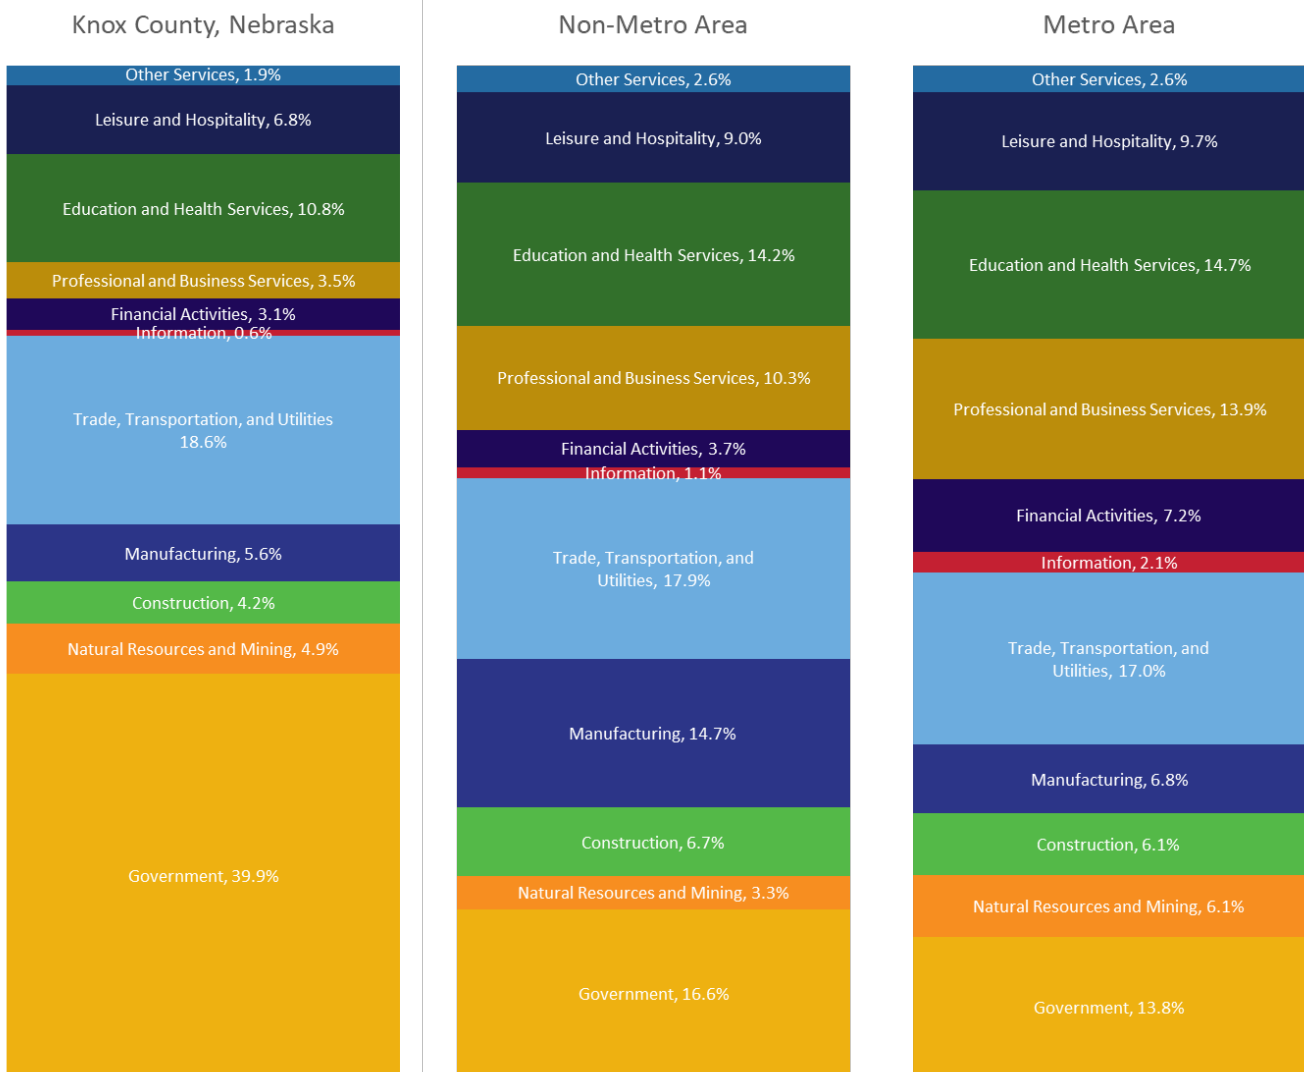 Knox County, Nebraska
Other Services, 1.9%
Leisure and Hospitality, 6.8%
Education and Health Services, 10.8%
Professional and Business Services, 3.5%
Financial Activities, 3.1%
Information, 0.6%
Trade, Transportation, and Utilities
18.6%
Manufacturing, 5.6%
Construction, 4.2%
Natural Resources and Mining, 4.9%
Government, 39.9%
Non-Metro Area
Other Services, 2.6%
Leisure and Hospitality, 9.0%
Education and Health Services, 14.2%
Professional and Business Services, 10.3%
Financial Activities, 3.7%
Information, 1.1%
Trade, Transportation, and
Utilities, 17.9%
Manufacturing, 14.7%
Construction, 6.7%
Natural Resources and Mining, 3.3%
Government, 16.6%
Metro Area
Other Services, 2.6%
Leisure and Hospitality, 9.7%
Education and Health Services, 14.7%
Professional and Business Services, 13.9%
Financial Activities, 7.2%
Information, 2.1%
Trade, Transportation, and
Utilities, 17.0%
Manufacturing, 6.8%
Construction, 6.1%
Natural Resources and Mining, 6.1%
Government, 13.8%